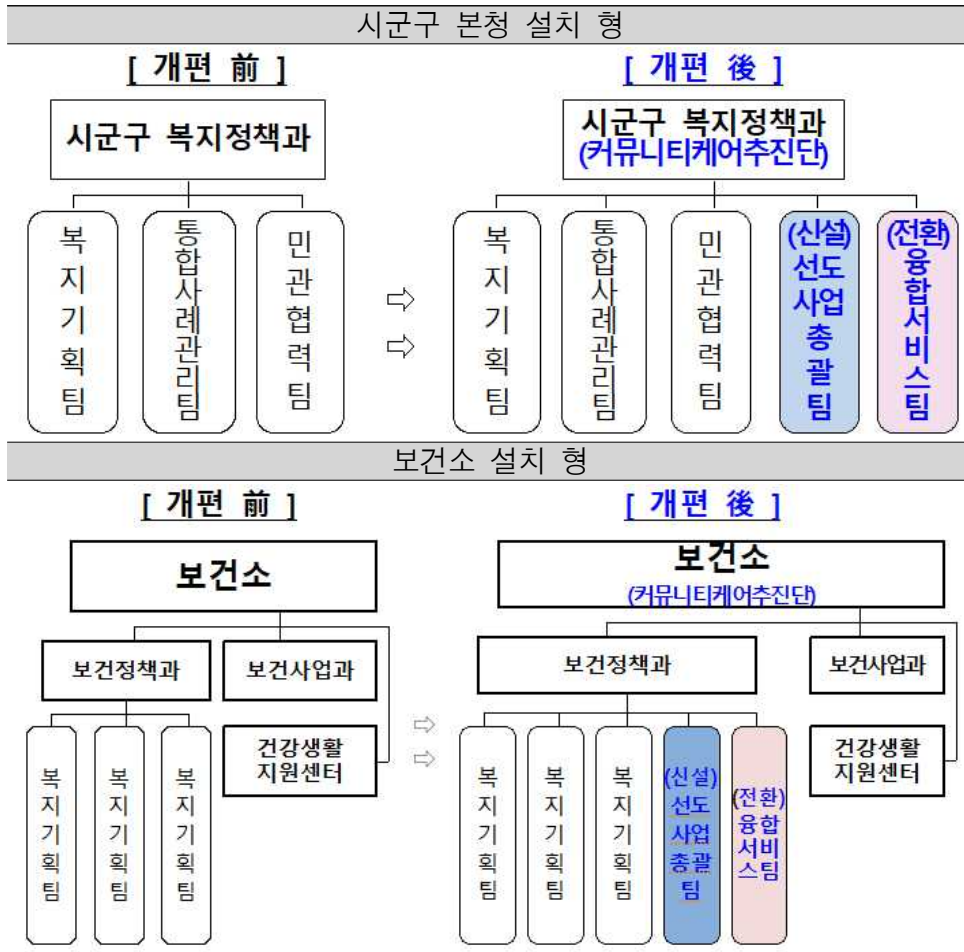 시군구 본청 설치 형
[ 개편 前 ]
시군구 복지정책과
복지기획팀
통합사례관리팀
민관협력팀
⇨
⇨
[ 개편 後 ]
시군구 복지정책과
(커뮤니티케어추진단)
복지기획팀
통합사례관리팀
민관협력팀
(신설)
선도
사업
총
괄
팀
(전환)
융합서비스팀
보건소 설치 형
[ 개편 前 ]
보건소
보건정책과
보건사업과
건강생활
지원센터
복지기획팀
복지기획팀
복지기획팀
⇨
⇨
[ 개편 後 ]
보건소
(커뮤니티케어추진단)
보건정책과
보건사업과
건강생활
지원센터
복지기획팀
복지기획팀
복지기획팀
(신설)
선도
사업
총괄
팀
(전환)
융합
서비
스팀